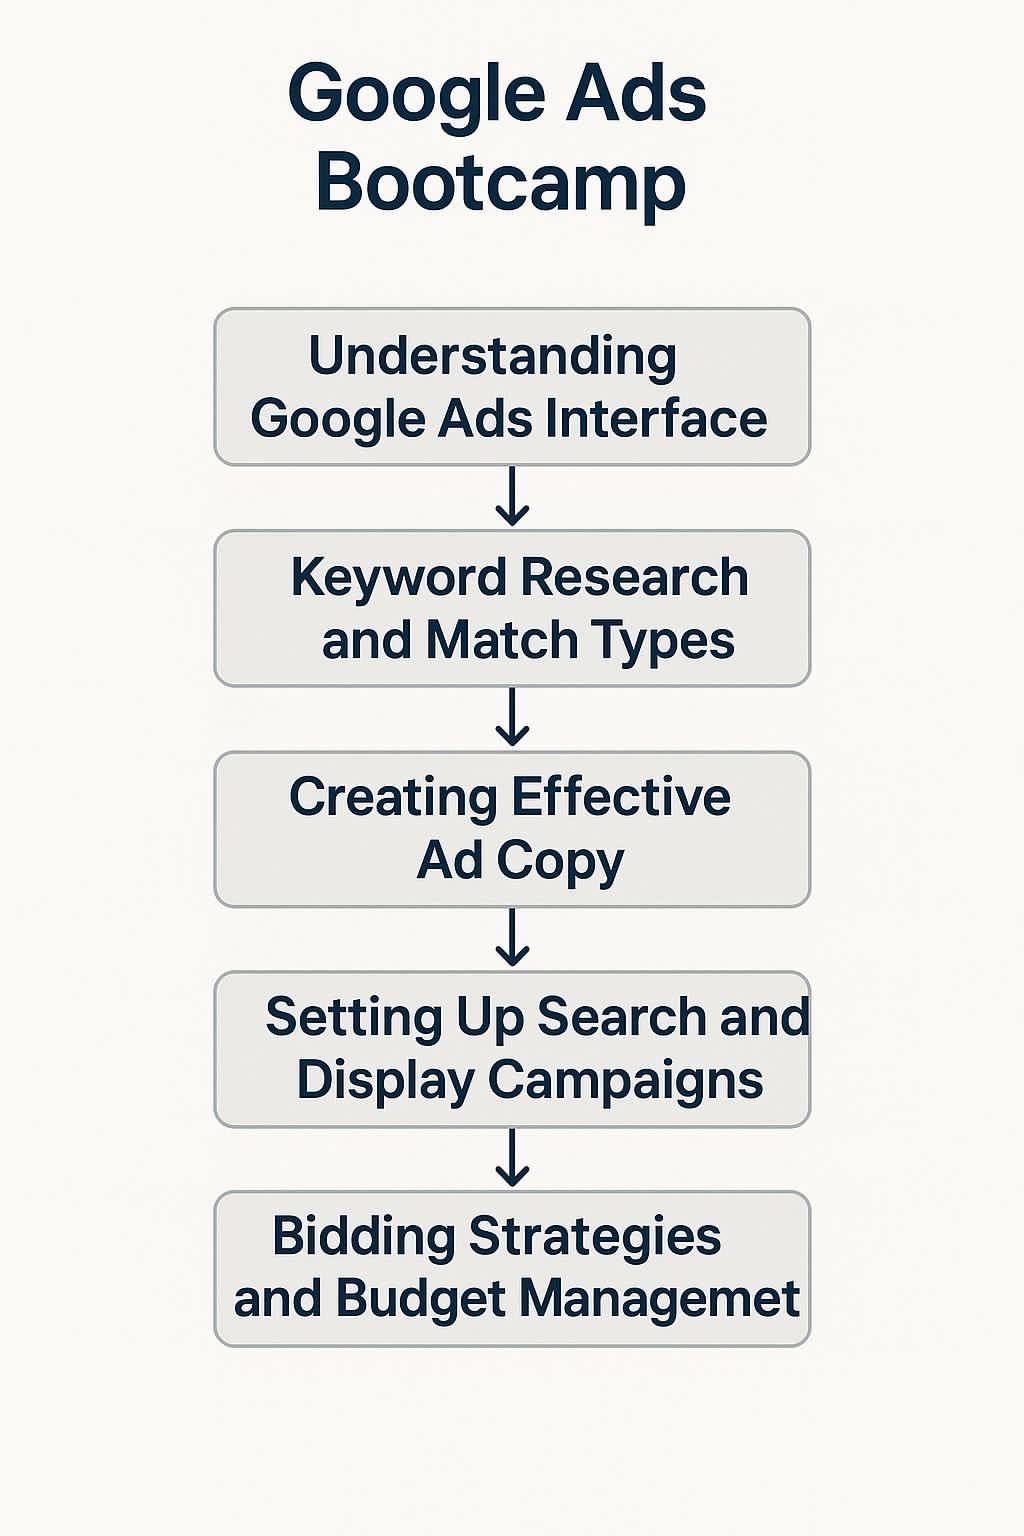 Google Ads
Bootcamp
Understanding
Google Ads Interface
Keyword Research
and Match Types
Creating Effective
Ad Copy
Setting Up Search and
Display Campaigns
Bidding Strategies
and Budget Managemet